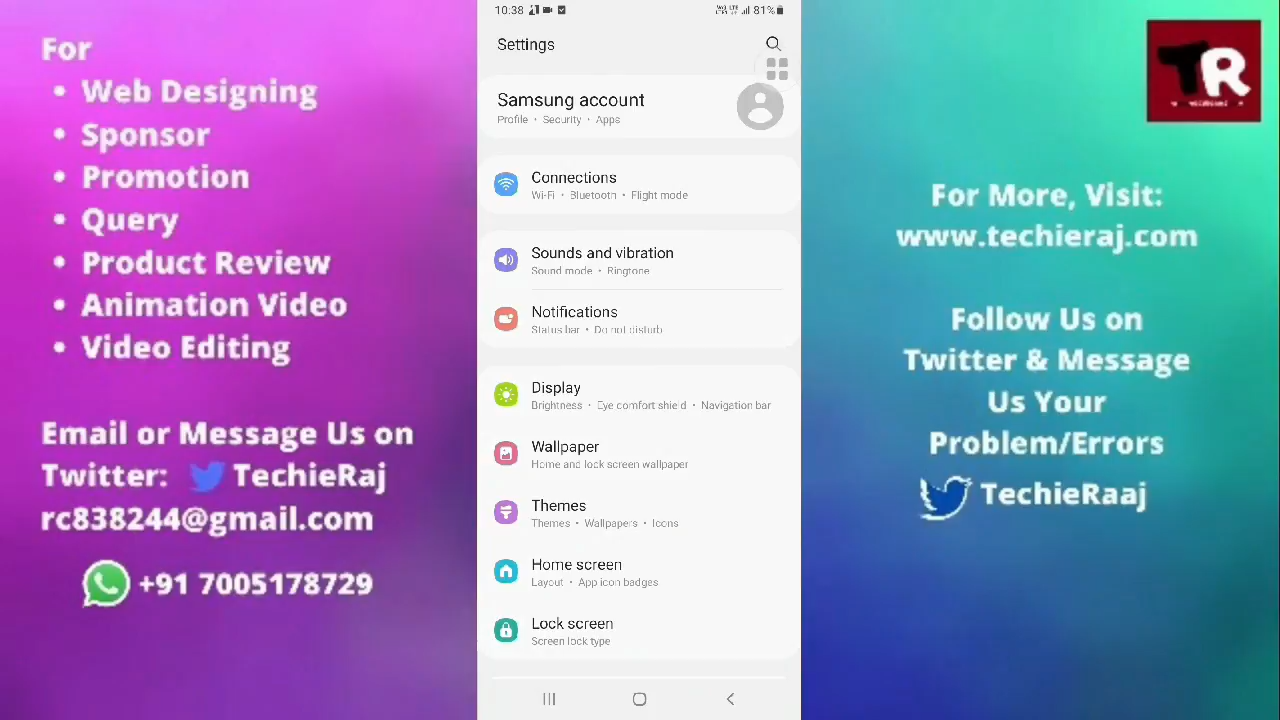 For
• Web Designing
• Sponsor
• Promotion
• Query
• Product Review
• Animation Video
• Video Editing
Email or Message Us on
Twitter: TechieRaj
rc838244@gmail.com
+91 7005178729
10.38
81%
Settings
Samsung account
Profile • Security • Apps
Connections
Wi-Fi • Bluetooth • Flight mode
Sounds and vibration
Sound mode • Ringtone
Notifications
Status bar • Do not disturb
Display
Brightness • Eye comfort shield • Navigation bar
Wallpaper
Home and lock screen wallpaper
Themes
Themes • Wallpapers • Icons
Home screen
Layout • App icon badges
Lock screen
Screen lock type
TR
For More, Visit:
www.techieraj.com
Follow Us on
Twitter & Message
Us Your
Problem/Errors
TechieRaaj